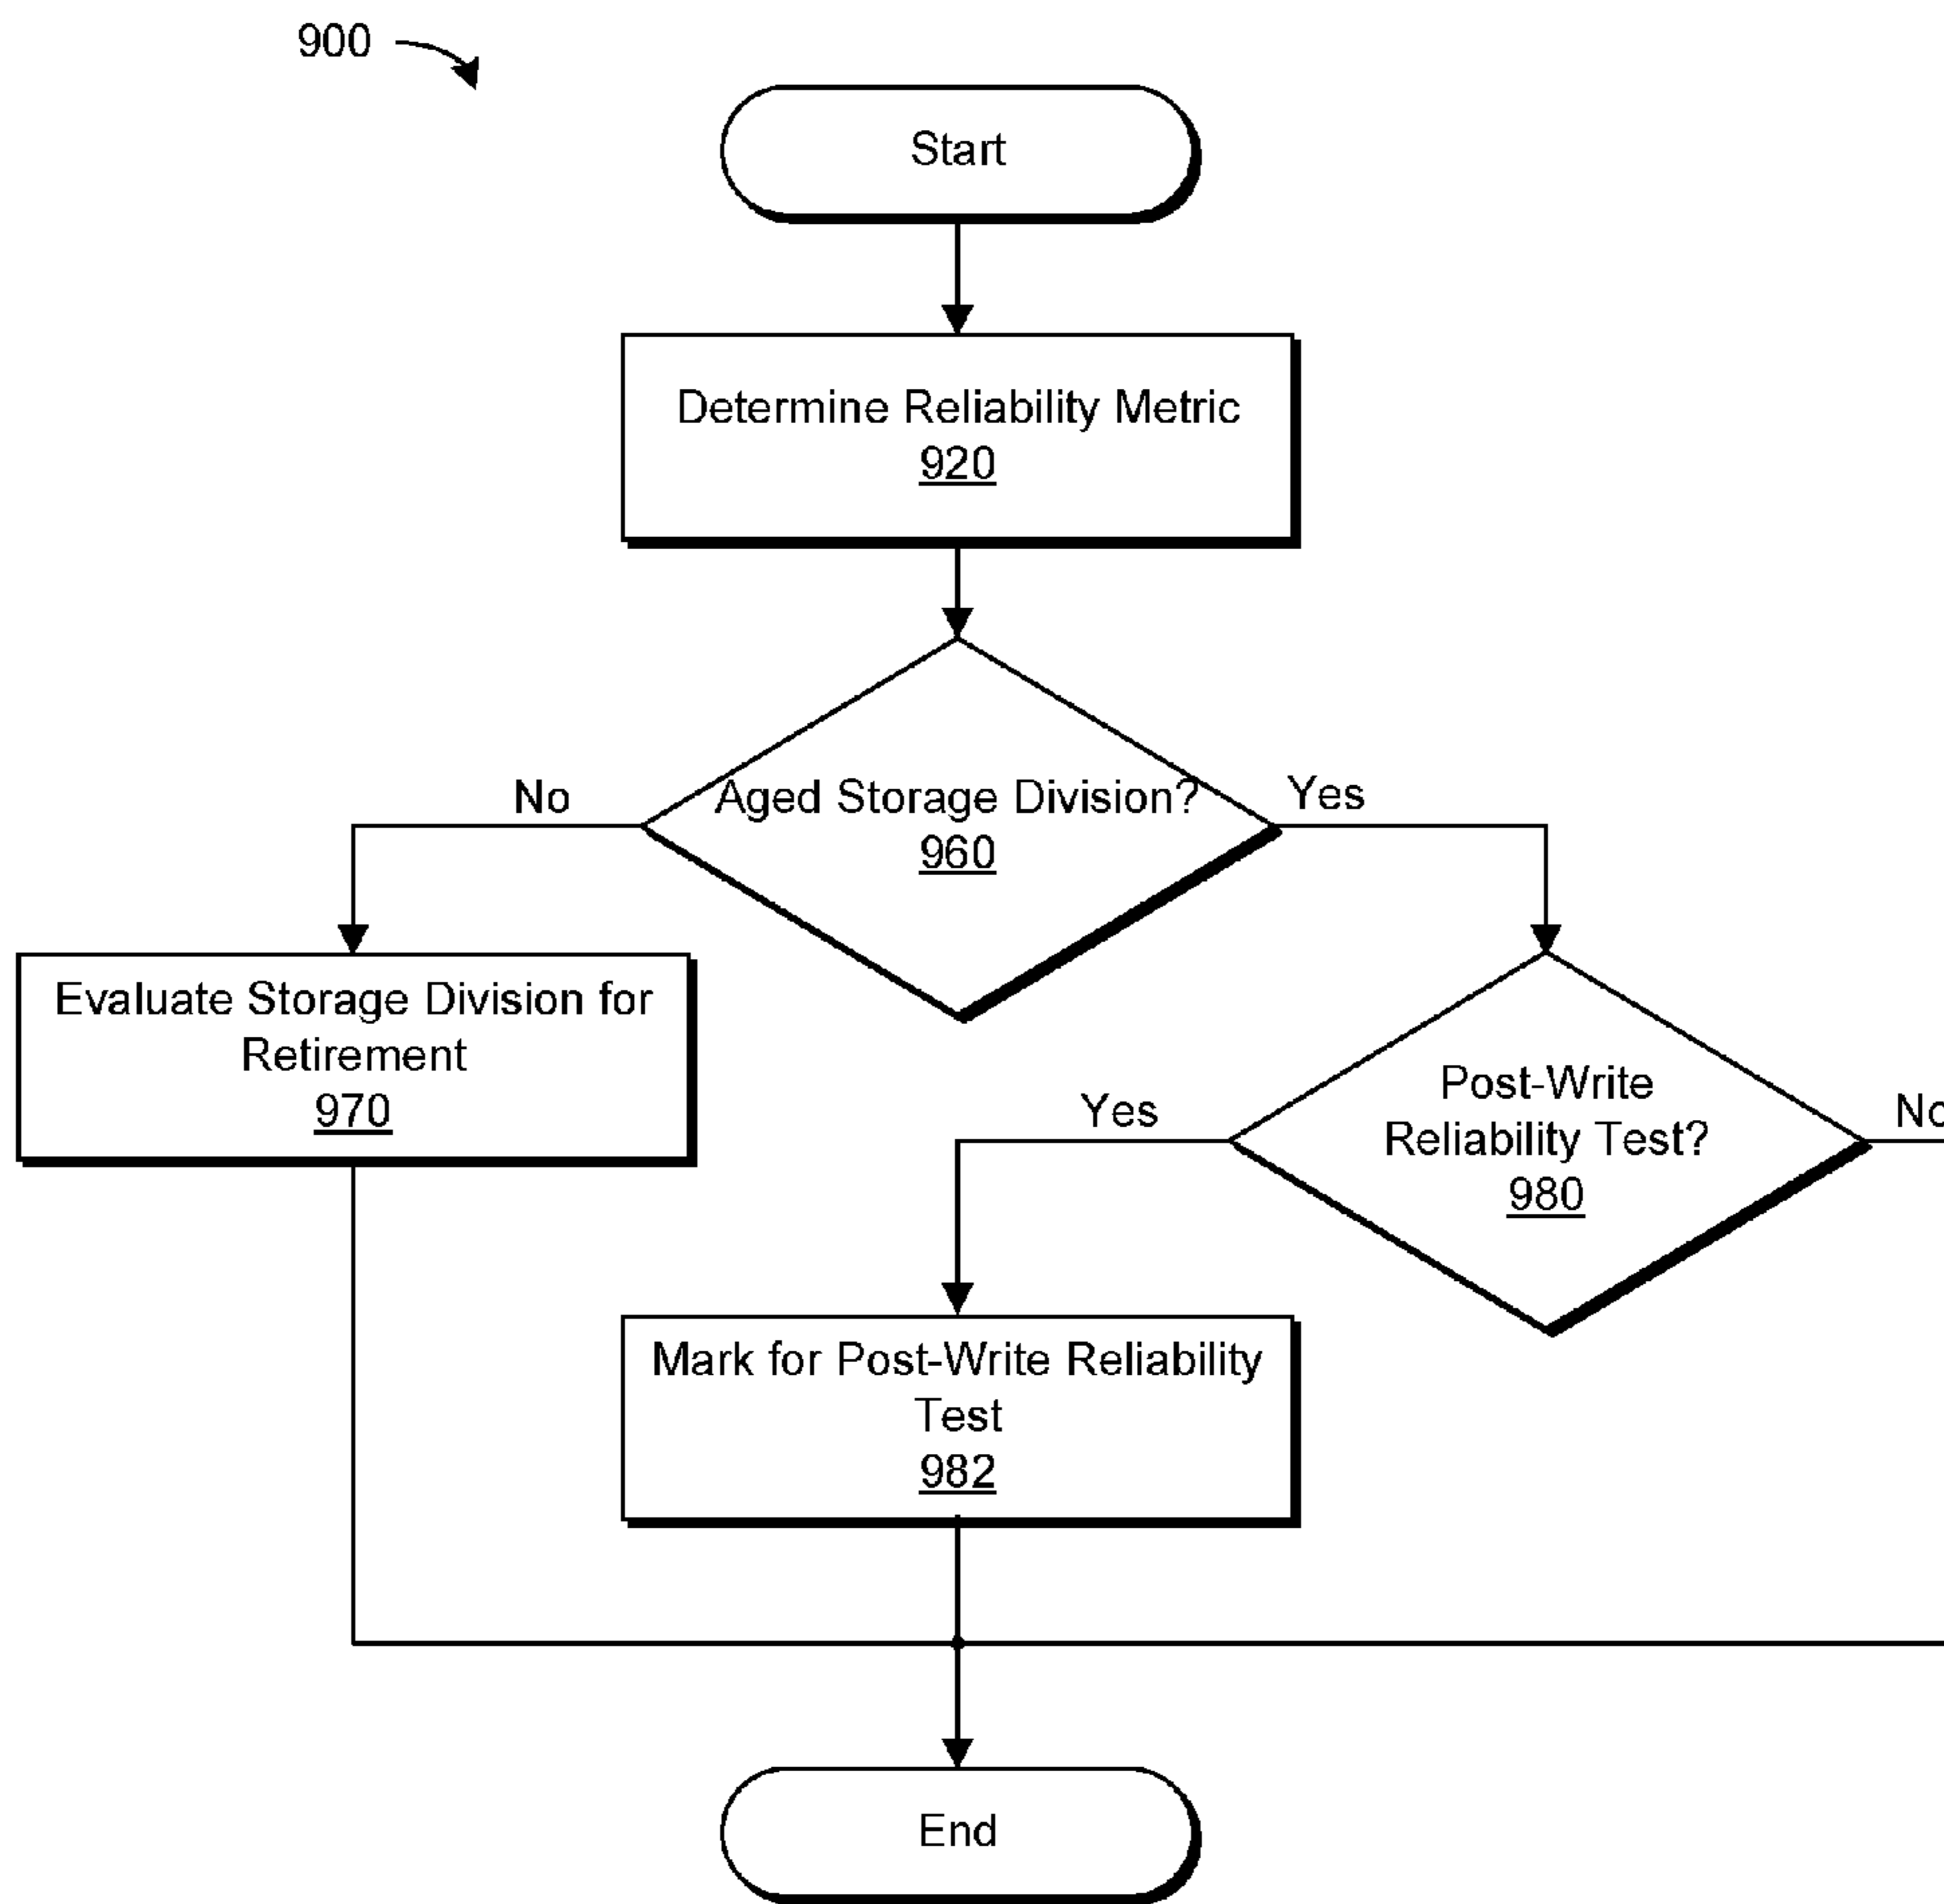 900
Start
Determine Reliability Metric
920
No
Aged Storage Division?
960
Yes
Evaluate Storage Division for
Retirement
970
Yes
Post-Write
Reliability Test?
980
No
Mark for Post-Write Reliability
Test
982
End